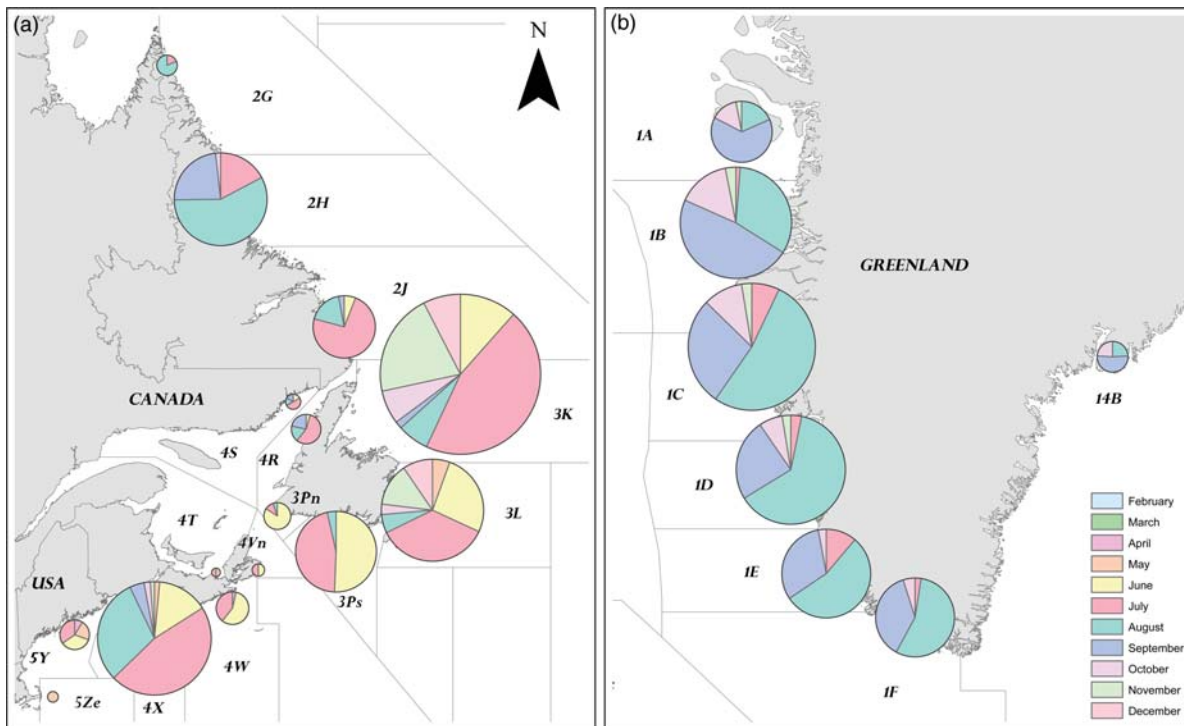 (a)
N
2G
2H
2J
CANADA
3K
4S
4R
3Pn
3L
4T
4Vn
USA
3Ps
5Y
4W
5Ze
4X
(b)
1A
1B
GREENLAND
1C
14B
1D
1E
1F
February
March
April
May
June
July
August
September
October
November
December